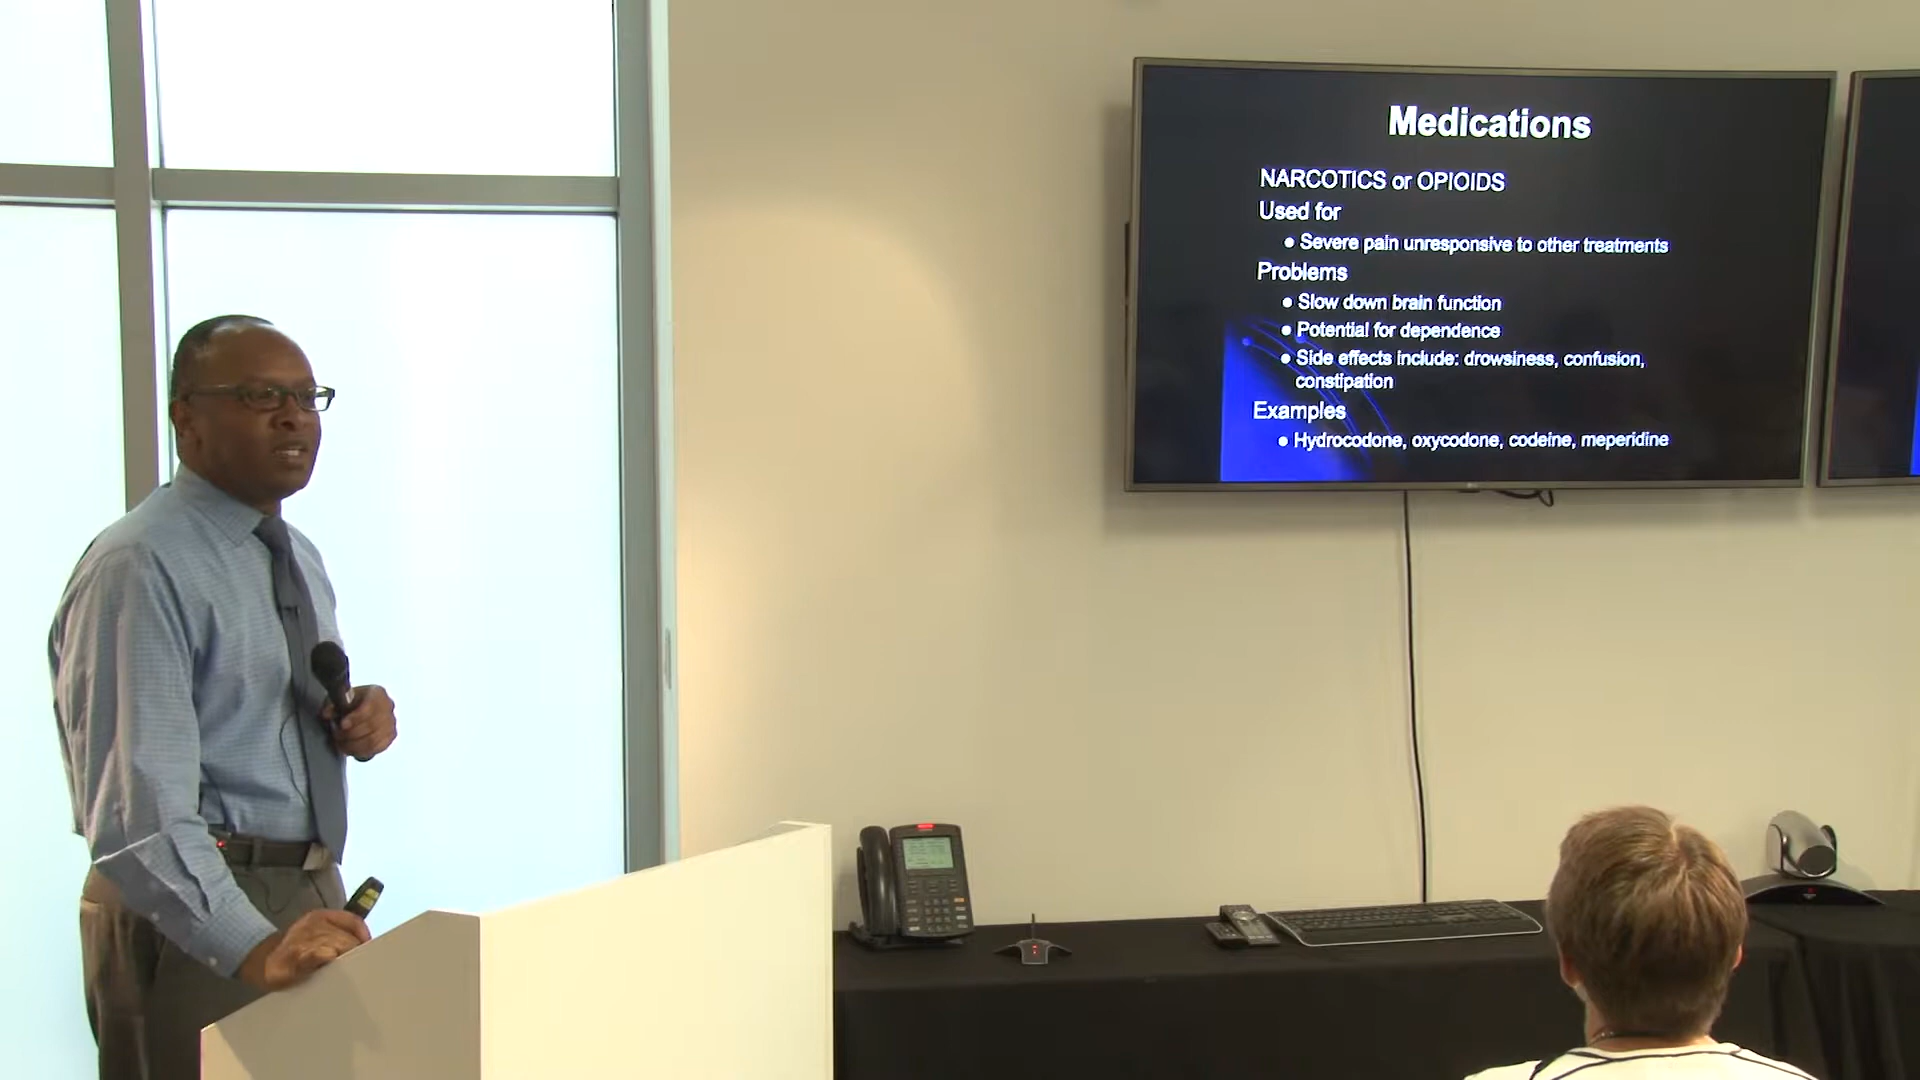 Medications
NARCOTICS or OPIOIDS
Used for
● Severe pain unresponsive to other treatments
Problems
● Slow down brain function
● Potential for dependence
● Side effects include: drowsiness, confusion,
constipation
Examples
● Hydrocodone, oxycodone, codeine, meperidine